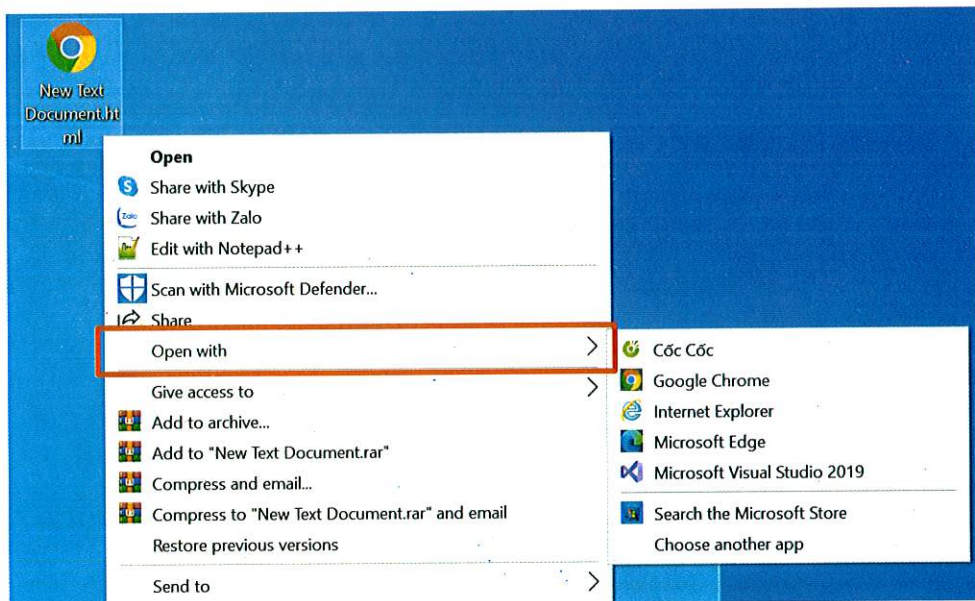 New Text
Document.ht
ml
Open
Share with Skype
Zalo
Share with Zalo
Edit with Notepad++
Scan with Microsoft Defender...
Share
Open with
Give access to
Add to archive...
Add to "New Text Document.rar"
Compress and email...
Compress to "New Text Document.rar" and email
Restore previous versions
Send to
Cốc Cốc
Google Chrome
Internet Explorer
Microsoft Edge
Microsoft Visual Studio 2019
Search the Microsoft Store
Choose another app